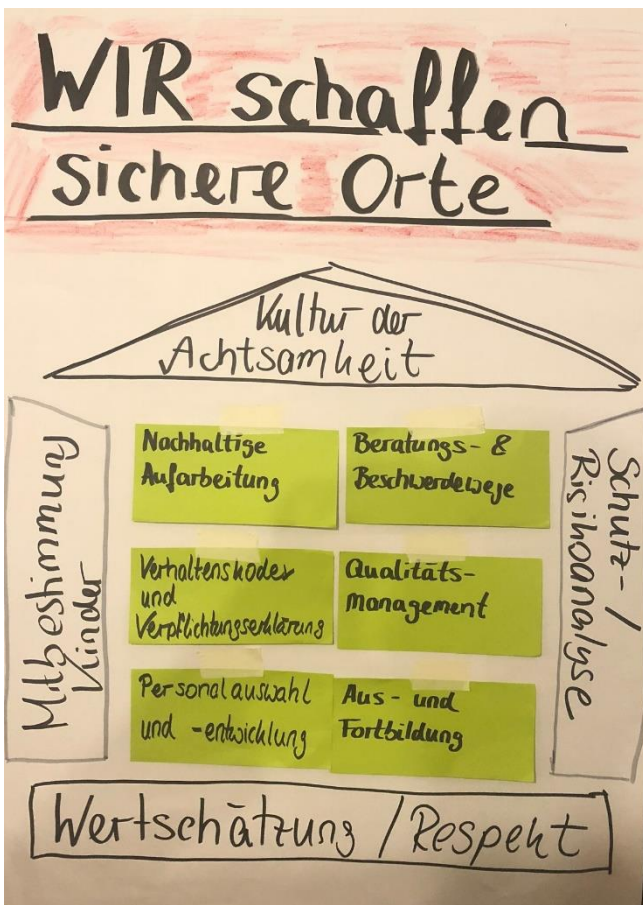 WIR schaffen
sichere Orte
Kultur der
Achtsamkeit
Mitbestimmung
Kinder
Nachhaltige
Aufarbeitung
Beratungs- &
Beschwerdewege
Verhaltenskodex
und
Verpflichtungserklärung
Qualitäts-
management
Personalauswahl
und -entwicklung
Aus- und
Fortbildung
Schutz-/
Risikoanalyse
Wertschätzung / Respekt